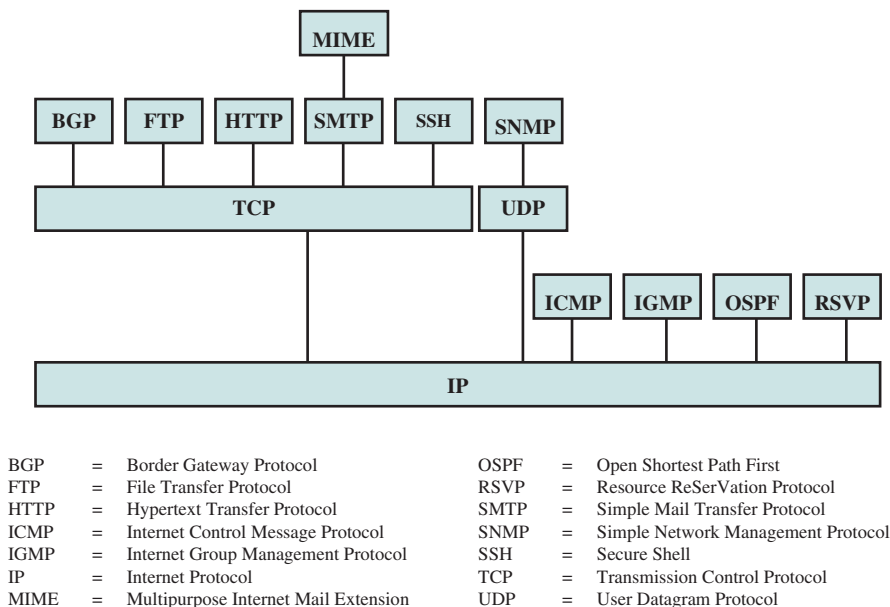 MIME
BGP FTP HTTP SMTP SSH SNMP
TCP UDP
ICMP IGMP OSPF RSVP
IP
BGP = Border Gateway Protocol
FTP = File Transfer Protocol
HTTP = Hypertext Transfer Protocol
ICMP = Internet Control Message Protocol
IGMP = Internet Group Management Protocol
IP = Internet Protocol
MIME = Multipurpose Internet Mail Extension
OSPF = Open Shortest Path First
RSVP = Resource ReSerVation Protocol
SMTP = Simple Mail Transfer Protocol
SNMP = Simple Network Management Protocol
SSH = Secure Shell
TCP = Transmission Control Protocol
UDP = User Datagram Protocol